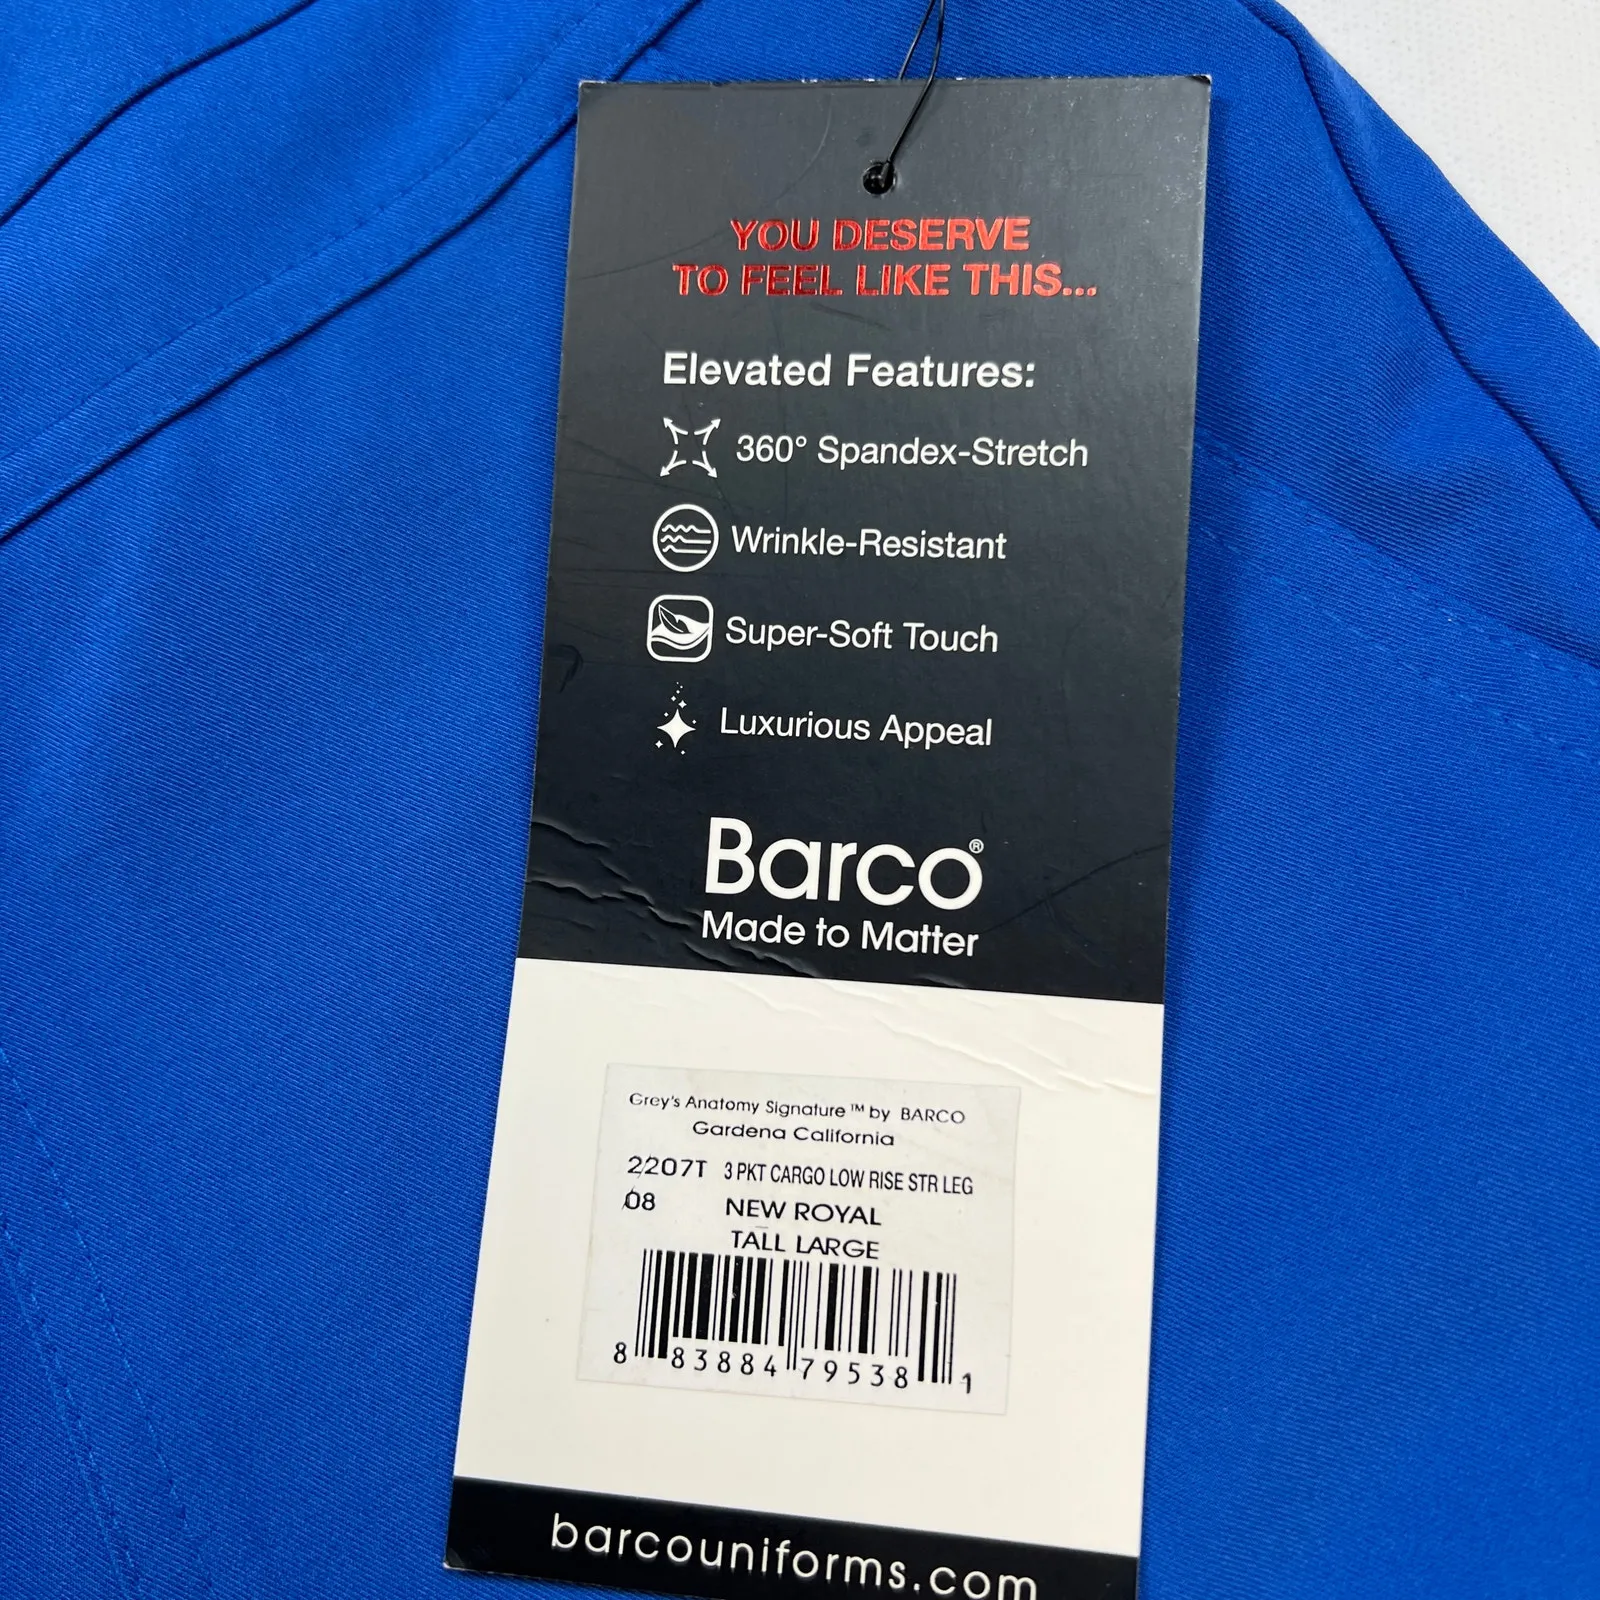 YOU DESERVE
TO FEEL LIKE THIS...
Elevated Features:
360° Spandex-Stretch
Wrinkle-Resistant
Super-Soft Touch
Luxurious Appeal
Barco®
Made to Matter
Grey's Anatomy Signature™ by BARCO
Gardena California
2207T 3 PKT CARGO LOW RISE STR LEG
08 NEW ROYAL
TALL LARGE
8 83884 79538 1
barcouniforms.com